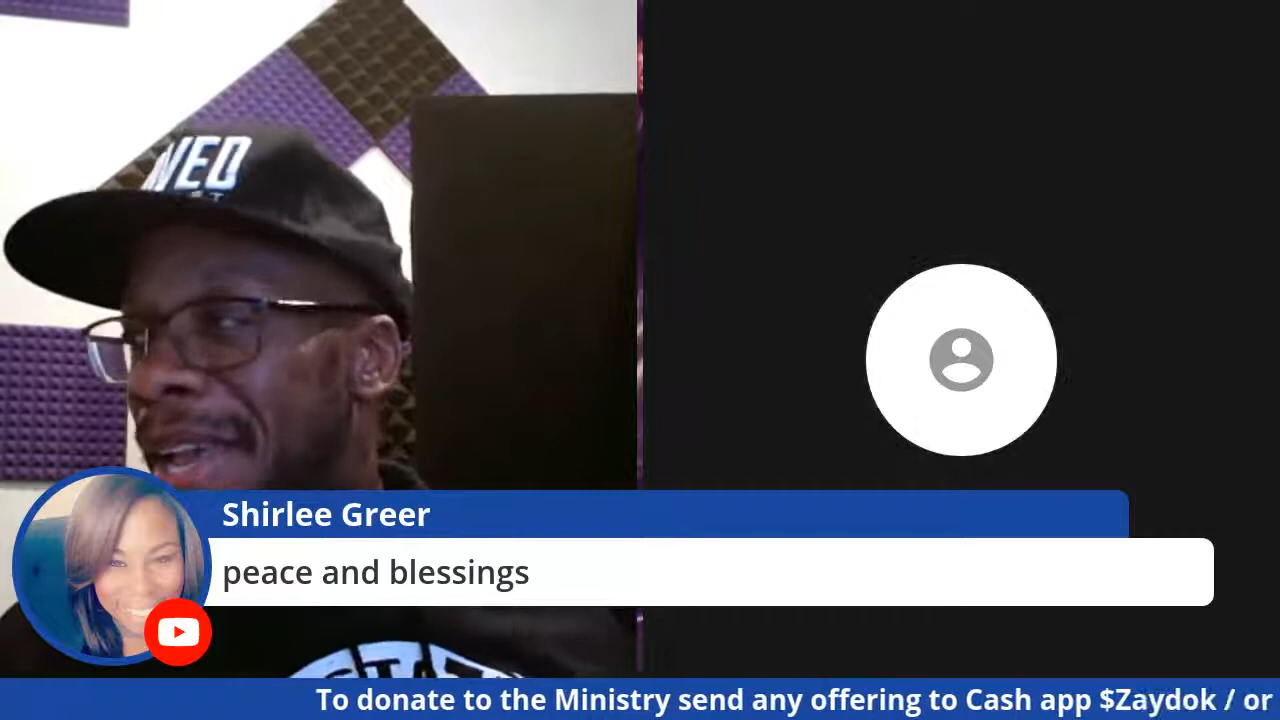 Shirlee Greer
peace and blessings
To donate to the Ministry send any offering to Cash app $Zaydok / or